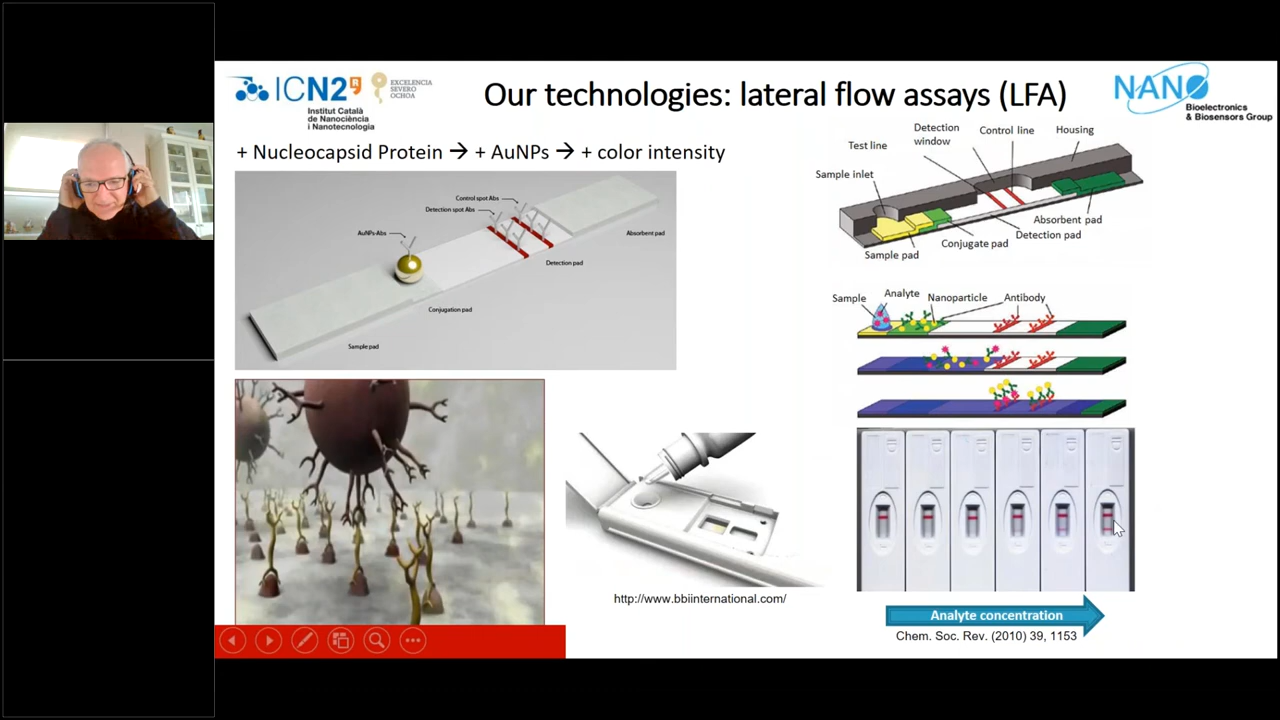 ICN2
EXCELENCIA
SEVERO
OCHOA
Institut Català
de Nanociència
i Nanotecnologia
Our technologies: lateral flow assays (LFA)
NANO
Bioelectronics
& Biosensors Group
+ Nucleocapsid Protein → + AuNPs → + color intensity
Control spot Abs
Detection spot Abs
AuNPs-Abs
Absorbent pad
Detection pad
Conjugation pad
Sample pad
Detection
window
Control line
Housing
Test line
Sample inlet
Absorbent pad
Detection pad
Conjugate pad
Sample pad
Sample
Analyte
Nanoparticle
Antibody
http://www.bbiinternational.com/
Analyte concentration
Chem. Soc. Rev. (2010) 39, 1153